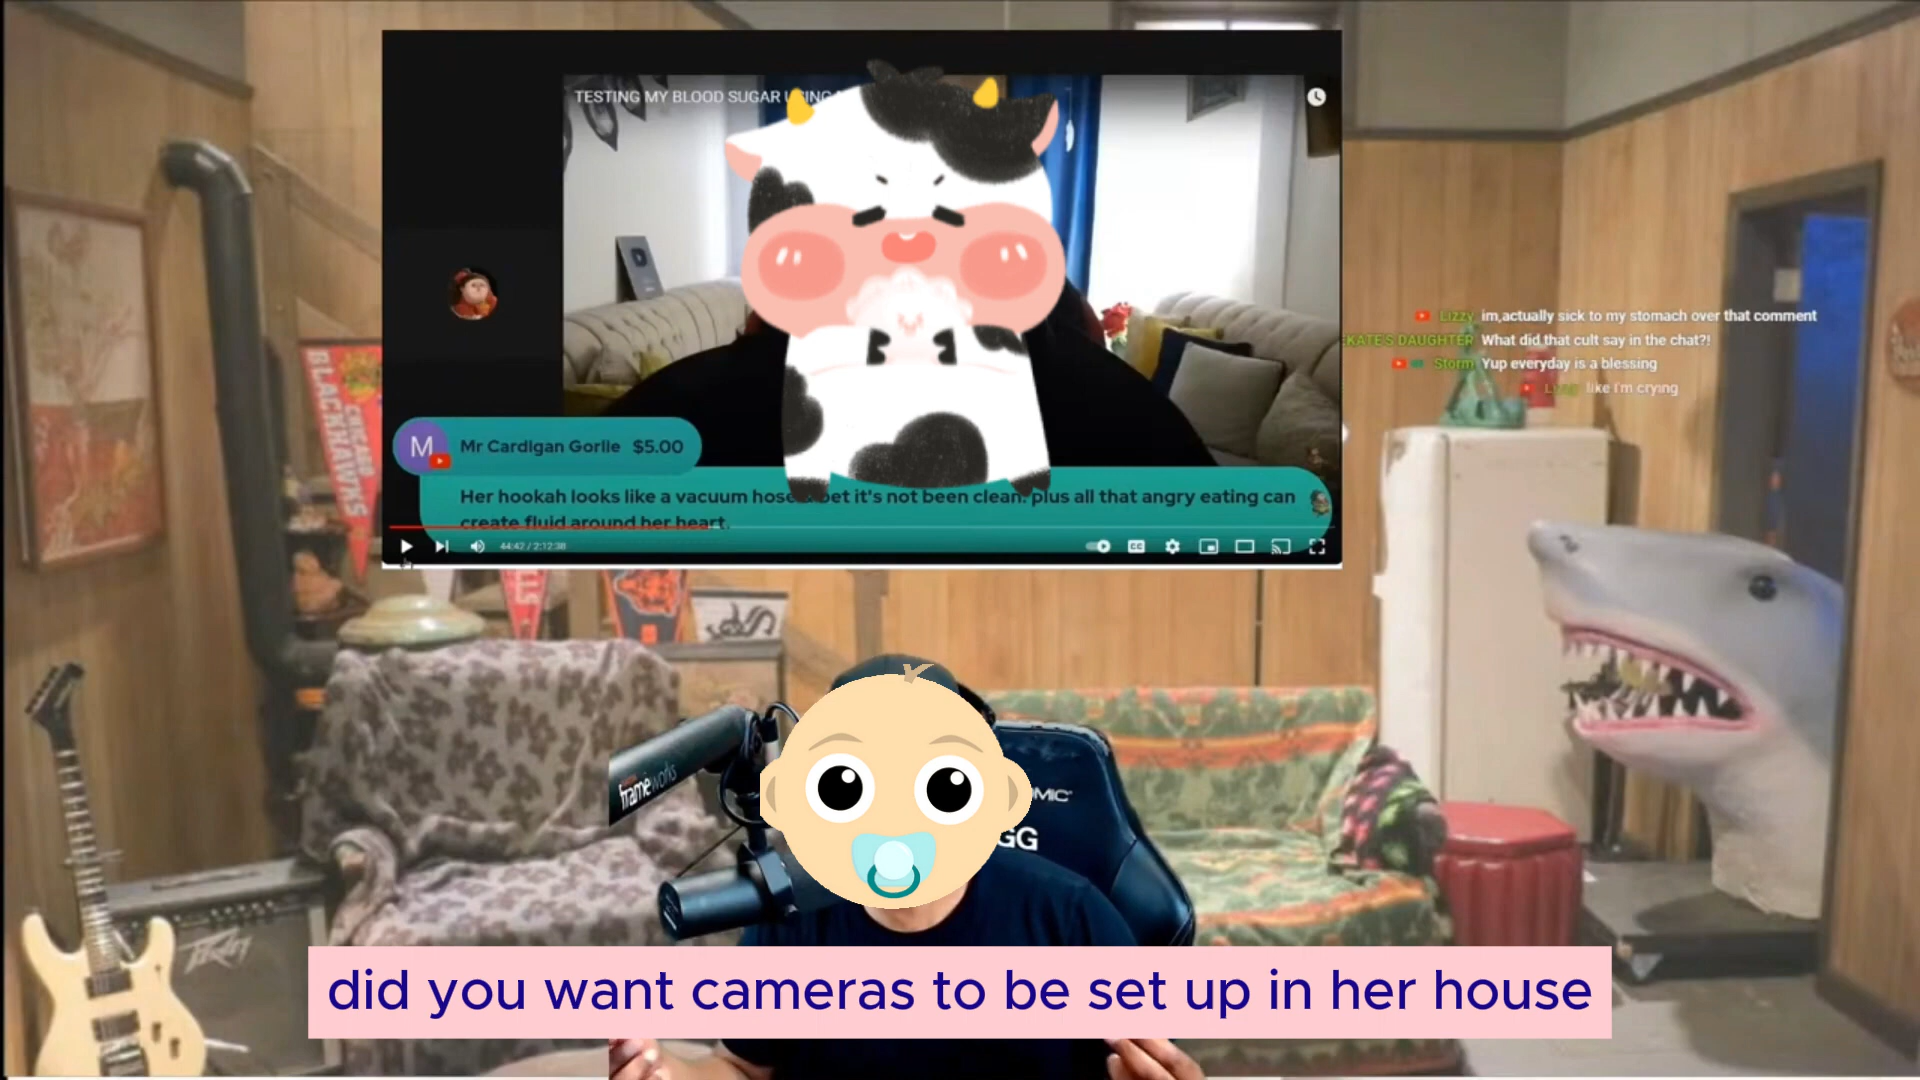 TESTING MY BLOOD SUGAR
im,actually sick to my stomach over that comment
KATE'S DAUGHTER What did that cult say in the chat?!
Storm Yup everyday is a blessing
like I'm crying
Lizzy
M Mr Cardigan Gorlie $5.00
Her hookah looks like a vacuum hose it's not been clean. plus all that angry eating can
create fluid around her heart.
44:42 / 2:12:38
CC
BLACKHAWKS
CHICAGO
frameworks
OMIC
GG
PEAVEY
did you want cameras to be set up in her house